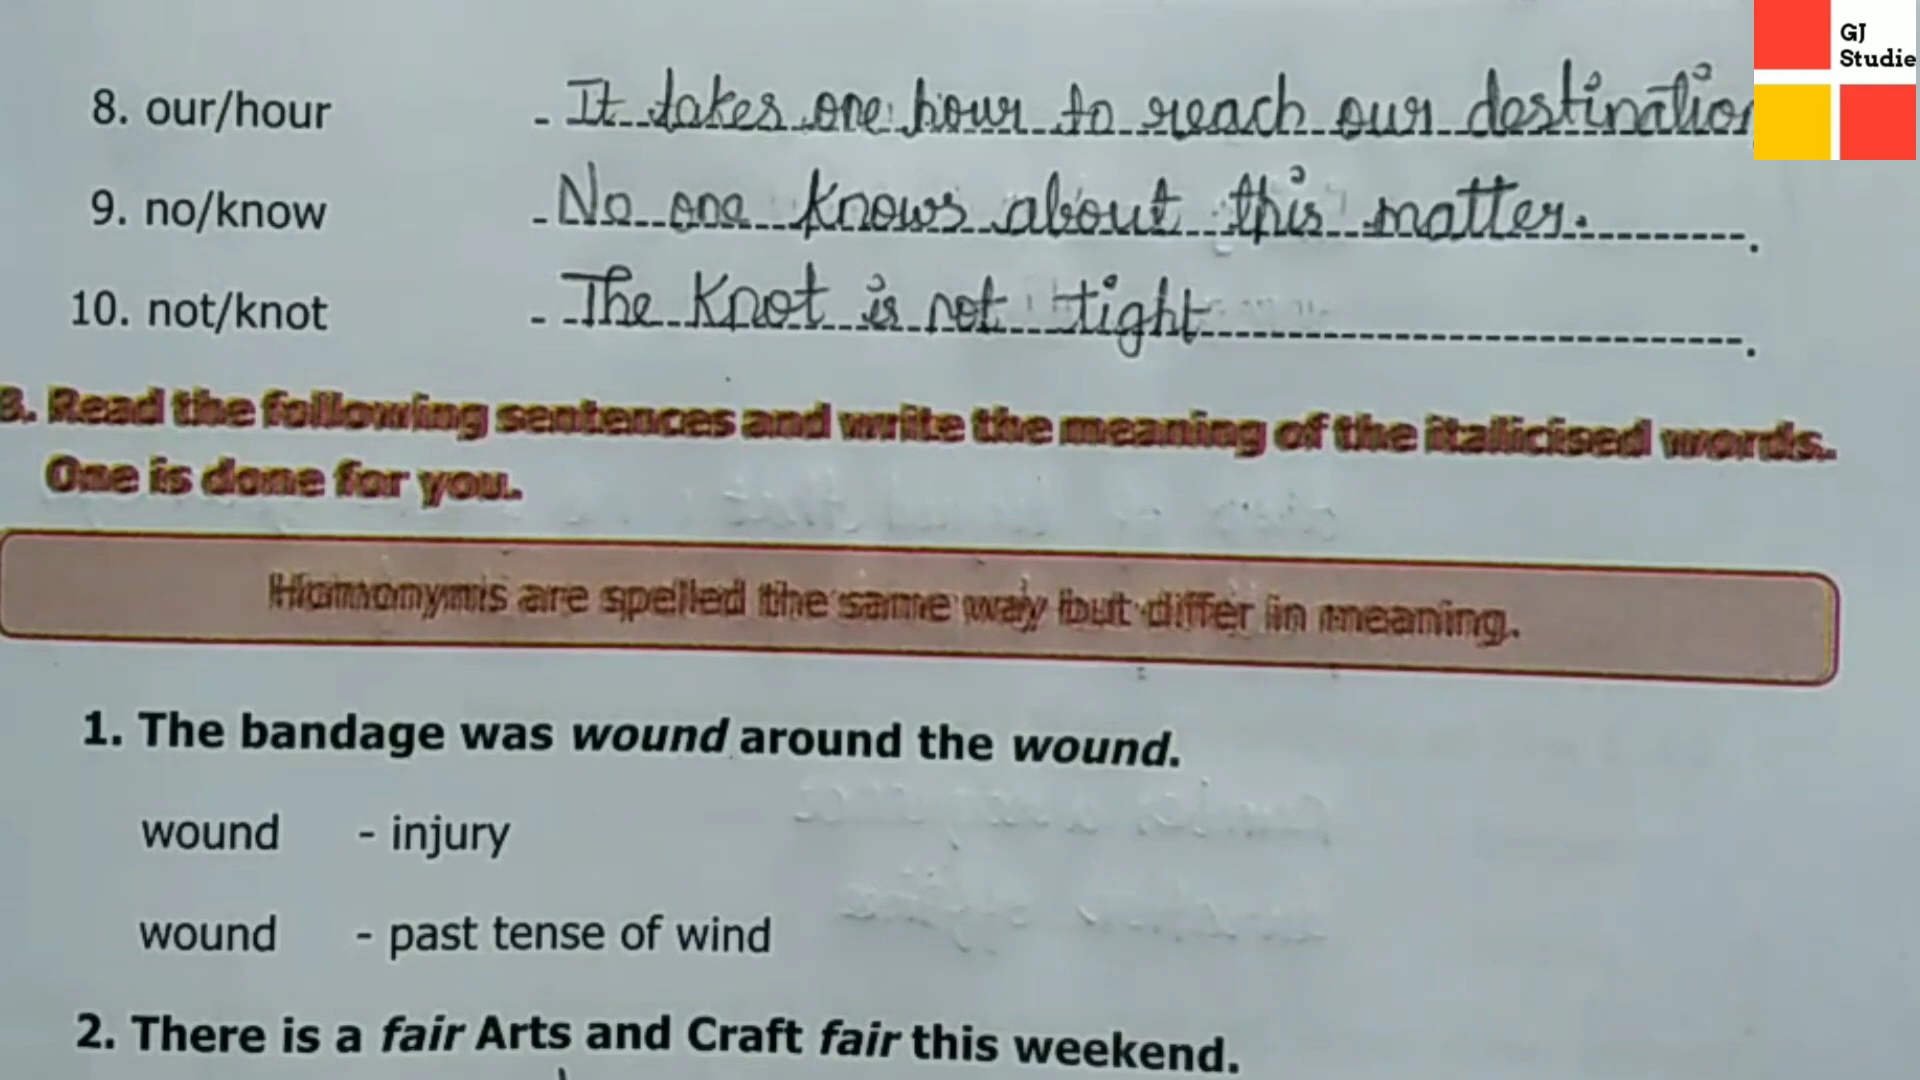 GJ
Studie
8. our/hour - It takes one hour to reach our destination
9. no/know - No one knows about this matter.
10. not/knot - The Knot is not tight.
B. Read the following sentences and write the meaning of the italicised words.
One is done for you.
Homonyms are spelled the same way but differ in meaning.
1. The bandage was wound around the wound.
wound - injury
wound - past tense of wind
2. There is a fair Arts and Craft fair this weekend.